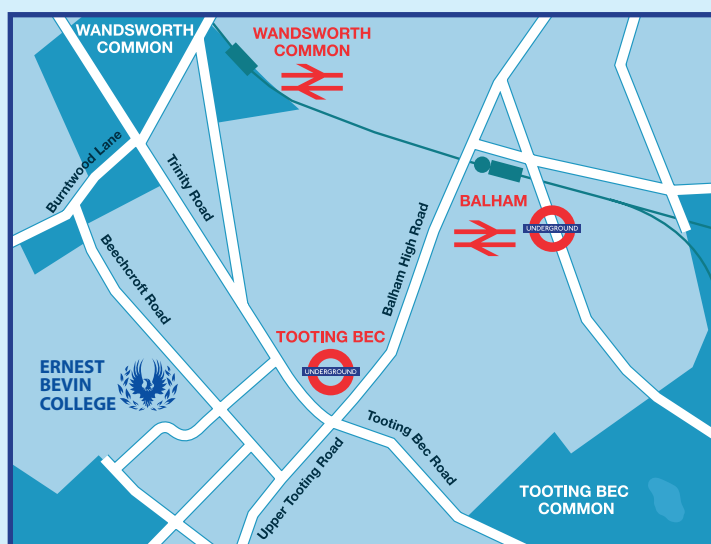 WANDSWORTH
COMMON
WANDSWORTH
COMMON
Burntwood Lane
Trinity Road
BALHAM
UNDERGROUND
Balham High Road
Beechcroft Road
TOOTING BEC
UNDERGROUND
ERNEST
BEVIN
COLLEGE
Tooting Bec Road
Upper Tooting Road
TOOTING BEC
COMMON